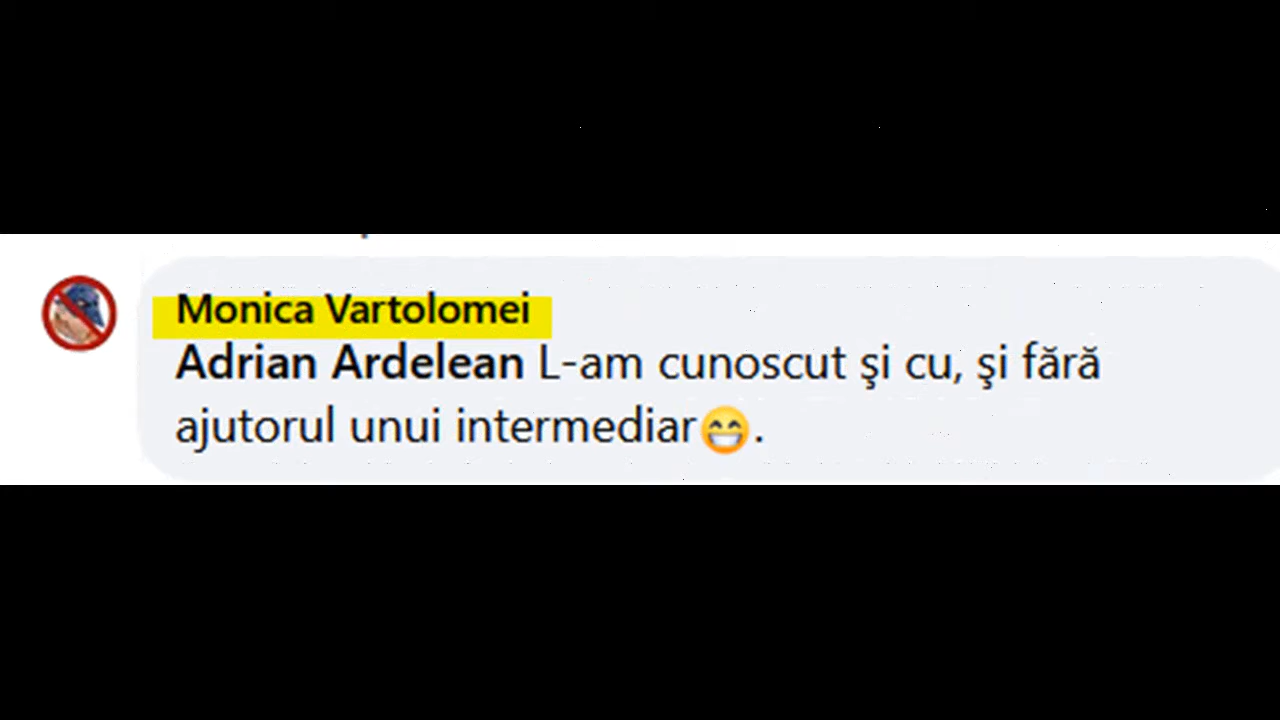 Monica Vartolomei
Adrian Ardelean L-am cunoscut şi cu, şi fără
ajutorul unui intermediar😁.